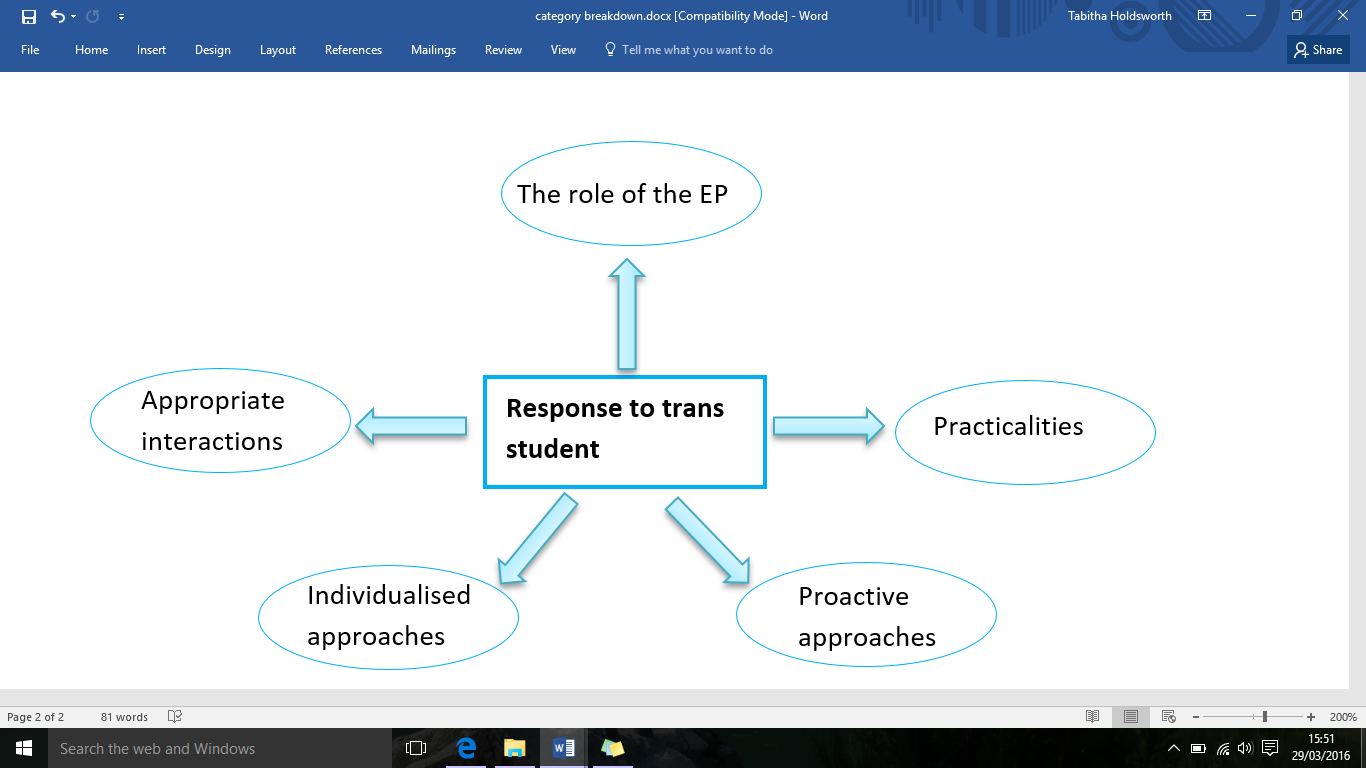 category breakdown.docx [Compatibility Mode] - Word
Tabitha Holdsworth
File Home Insert Design Layout References Mailings Review View Tell me what you want to do Share
The role of the EP
Appropriate
interactions
Response to trans
student
Practicalities
Individualised
approaches
Proactive
approaches
Page 2 of 2 81 words 200%
Search the web and Windows
15:51
29/03/2016